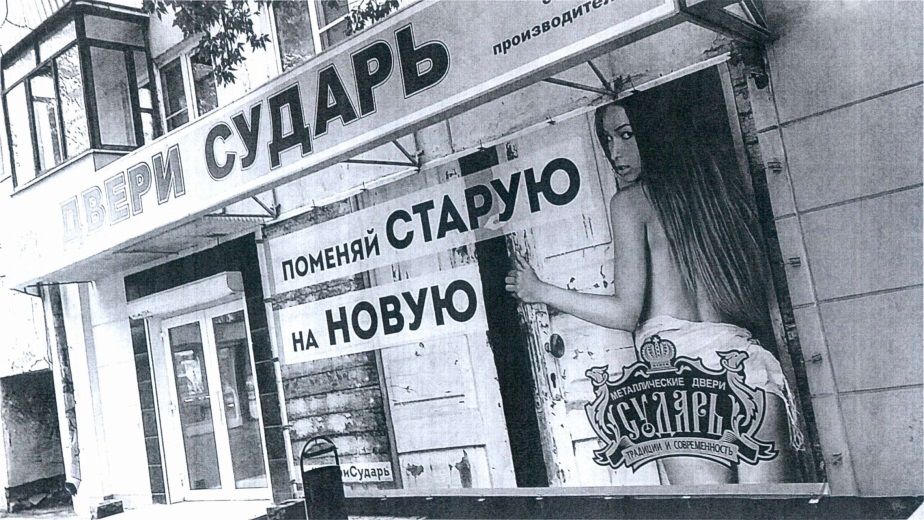 ДВЕРИ СУДАРЬ
производител
ПОМЕНЯЙ СТАРУЮ
НА НОВУЮ
МЕТАЛЛИЧЕСКИЕ ДВЕРИ
СУДАРЬ
ТРАДИЦИИ И СОВРЕМЕННОСТЬ
иСударь